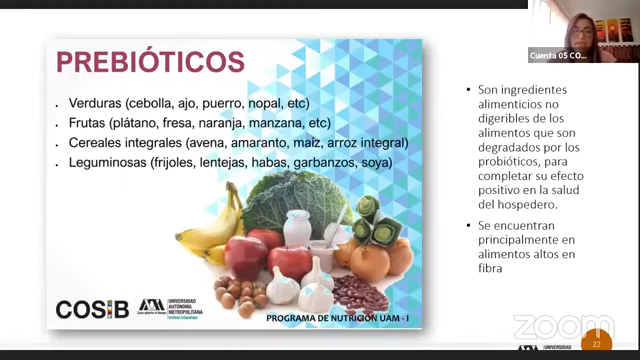 PREBIÓTICOS
Verduras (cebolla, ajo, puerro, nopal, etc)
Frutas (plátano, fresa, naranja, manzana, etc)
Cereales integrales (avena, amaranto, maíz, arroz integral)
Leguminosas (frijoles, lentejas, habas, garbanzos, soya)
COSIB
UNIVERSIDAD
AUTÓNOMA
METROPOLITANA
PROGRAMA DE NUTRICIÓN UAM - I
Cuenta 05 CO...
Son ingredientes
alimenticios no
digeribles de los
alimentos que son
degradados por los
probióticos, para
completar su efecto
positivo en la salud
del hospedero.
Se encuentran
principalmente en
alimentos altos en
fibra
zoom
UNIVERSIDAD
22